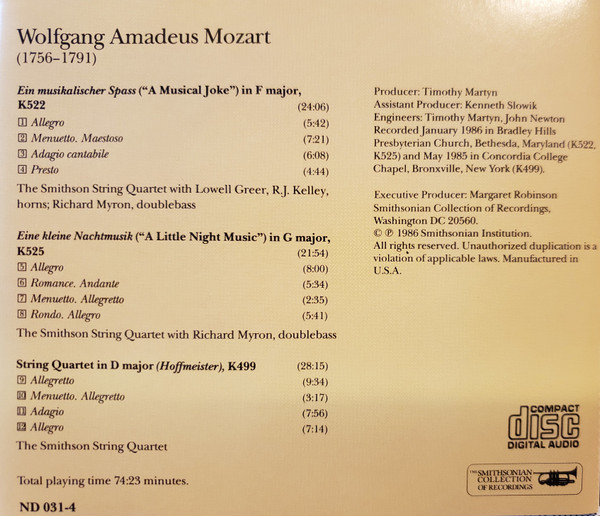 Wolfgang Amadeus Mozart
(1756–1791)
Ein musikalischer Spass (“A Musical Joke”) in F major,
K522 (24:06)
1 Allegro (5:42)
2 Menuetto. Maestoso (7:21)
3 Adagio cantabile (6:08)
4 Presto (4:44)
The Smithson String Quartet with Lowell Greer, R.J. Kelley,
horns; Richard Myron, doublebass
Eine kleine Nachtmusik (“A Little Night Music”) in G major,
K525 (21:54)
5 Allegro (8:00)
6 Romance. Andante (5:34)
7 Menuetto. Allegretto (2:35)
8 Rondo. Allegro (5:41)
The Smithson String Quartet with Richard Myron, doublebass
String Quartet in D major (Hoffmeister), K499 (28:15)
9 Allegretto (9:34)
10 Menuetto. Allegretto (3:17)
11 Adagio (7:56)
12 Allegro (7:14)
The Smithson String Quartet
Total playing time 74:23 minutes.
ND 031-4
Producer: Timothy Martyn
Assistant Producer: Kenneth Slowik
Engineers: Timothy Martyn, John Newton
Recorded January 1986 in Bradley Hills
Presbyterian Church, Bethesda, Maryland (K522,
K525) and May 1985 in Concordia College
Chapel, Bronxville, New York (K499).
Executive Producer: Margaret Robinson
Smithsonian Collection of Recordings,
Washington DC 20560.
© ℗ 1986 Smithsonian Institution.
All rights reserved. Unauthorized duplication is a
violation of applicable laws. Manufactured in
U.S.A.
COMPACT
disc
DIGITAL AUDIO
THE SMITHSONIAN
COLLECTION
OF RECORDINGS